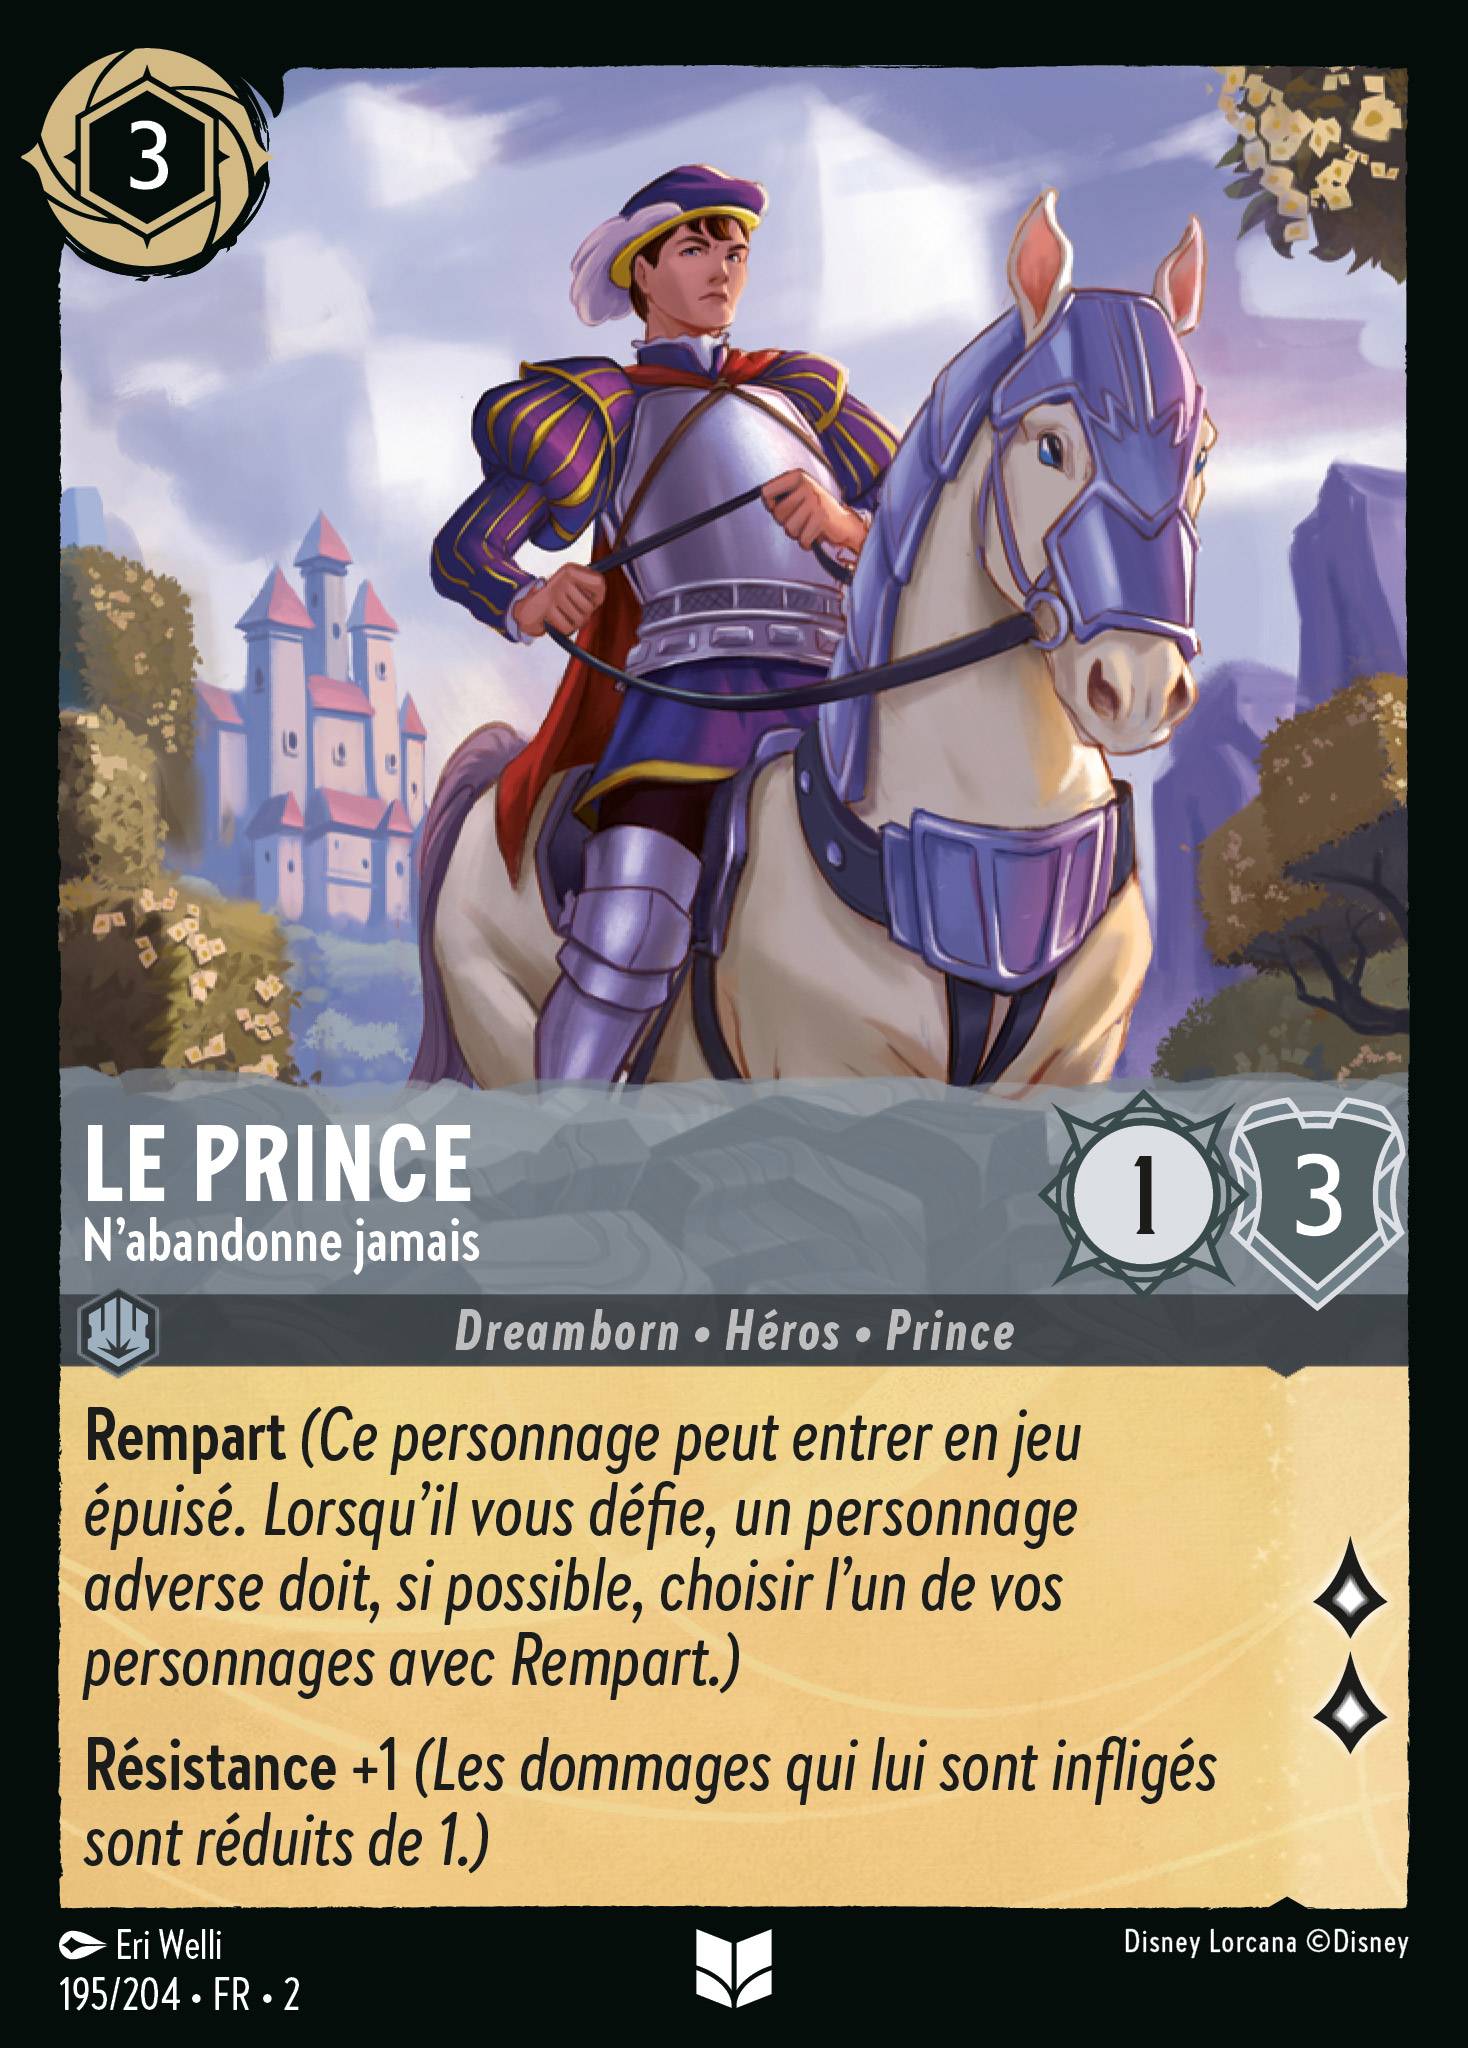 3
LE PRINCE
N'abandonne jamais
1
3
Dreamborn • Héros • Prince
Rempart (Ce personnage peut entrer en jeu
épuisé. Lorsqu'il vous défie, un personnage
adverse doit, si possible, choisir l'un de vos
personnages avec Rempart.)
Résistance +1 (Les dommages qui lui sont infligés
sont réduits de 1.)
Eri Welli
Disney Lorcana ©Disney
195/204 • FR • 2